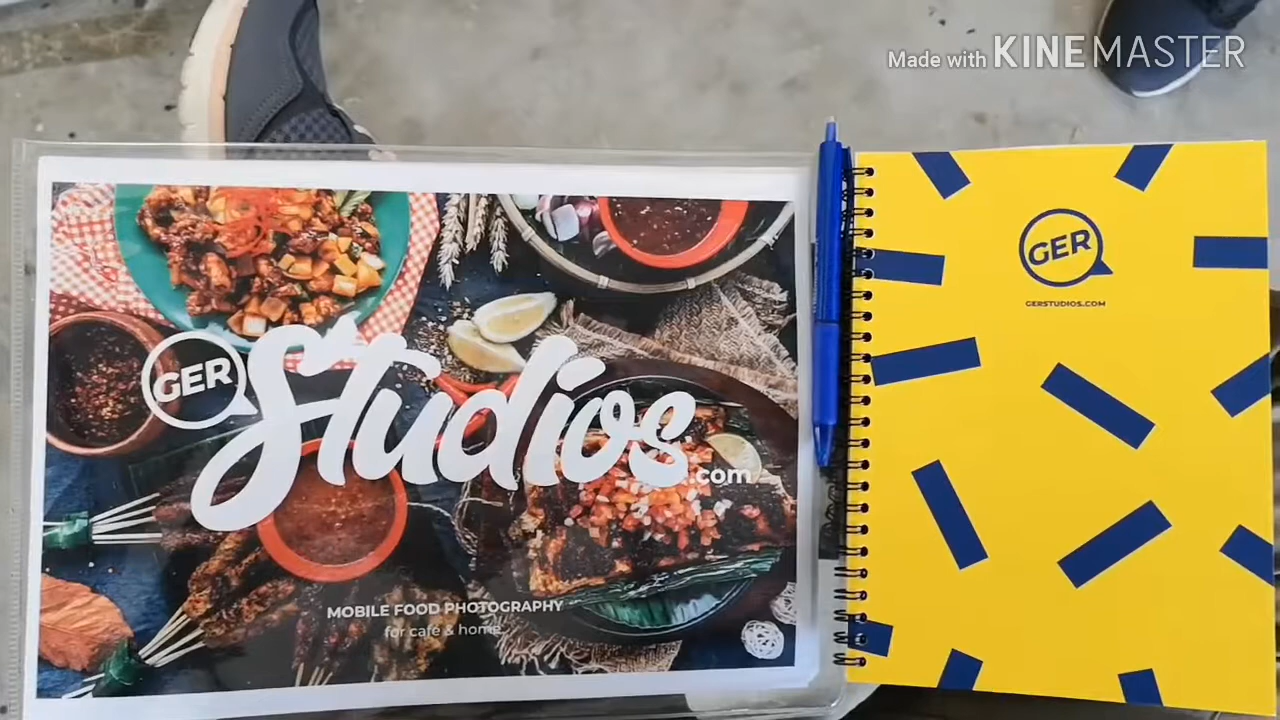 Made with KINEMASTER
GER
Studios
.com
MOBILE FOOD PHOTOGRAPHY
for cafe & home
GER
GERSTUDIOS.COM